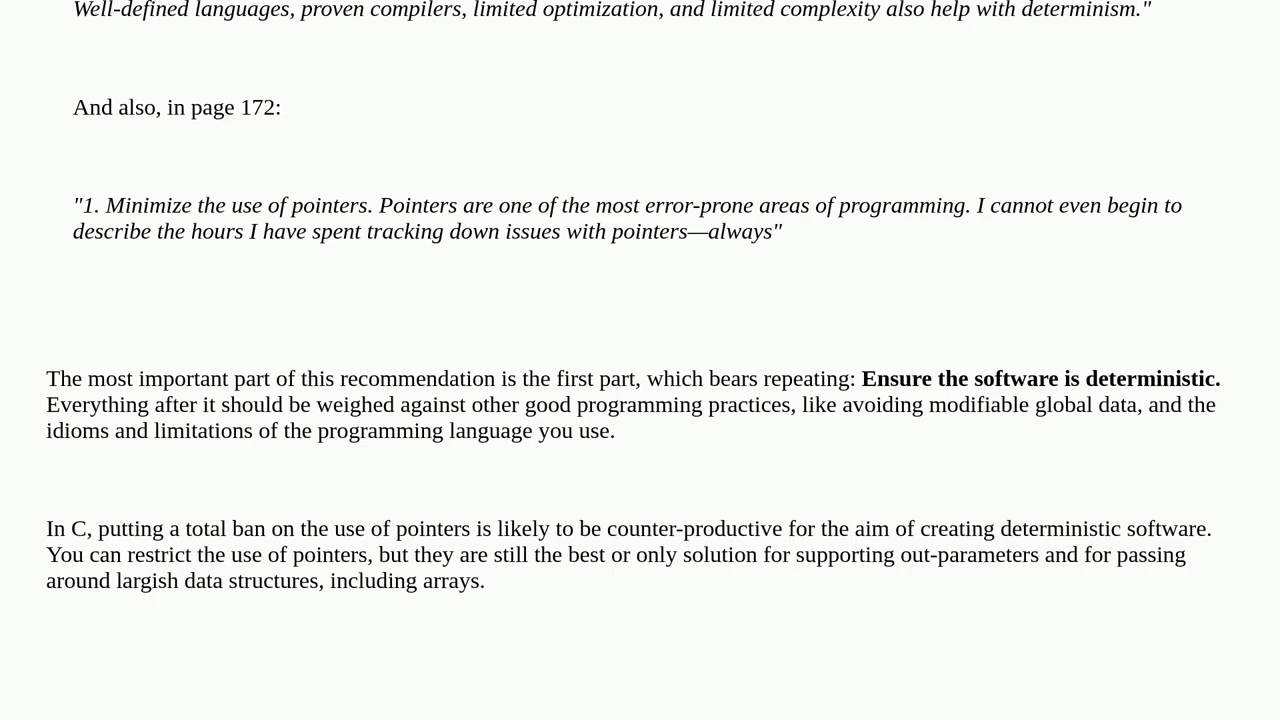 Well-defined languages, proven compilers, limited optimization, and limited complexity also help with determinism."
And also, in page 172:
"1. Minimize the use of pointers. Pointers are one of the most error-prone areas of programming. I cannot even begin to
describe the hours I have spent tracking down issues with pointers—always"
The most important part of this recommendation is the first part, which bears repeating: Ensure the software is deterministic.
Everything after it should be weighed against other good programming practices, like avoiding modifiable global data, and the
idioms and limitations of the programming language you use.
In C, putting a total ban on the use of pointers is likely to be counter-productive for the aim of creating deterministic software.
You can restrict the use of pointers, but they are still the best or only solution for supporting out-parameters and for passing
around largish data structures, including arrays.